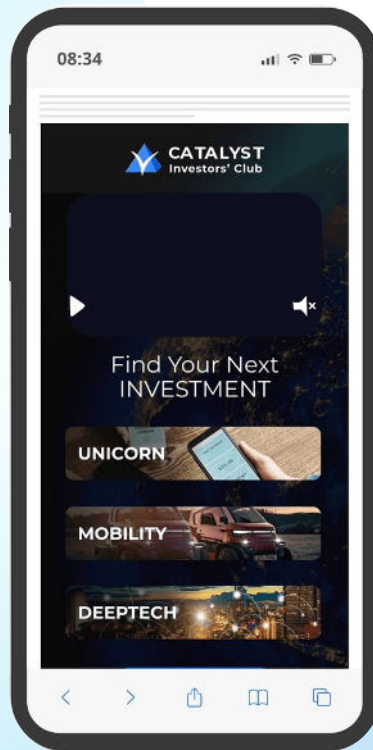 08:34
CATALYST
Investors' Club
Find Your Next
INVESTMENT
UNICORN
MOBILITY
DEEPTECH